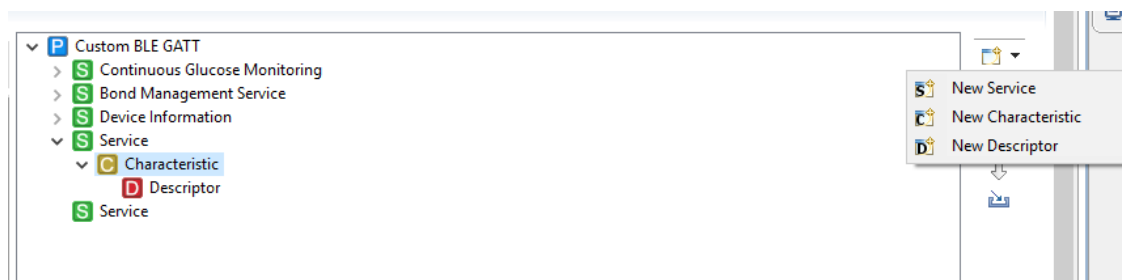 P Custom BLE GATT
S Continuous Glucose Monitoring
S Bond Management Service
S Device Information
S Service
C Characteristic
D Descriptor
S Service
S New Service
C New Characteristic
D New Descriptor